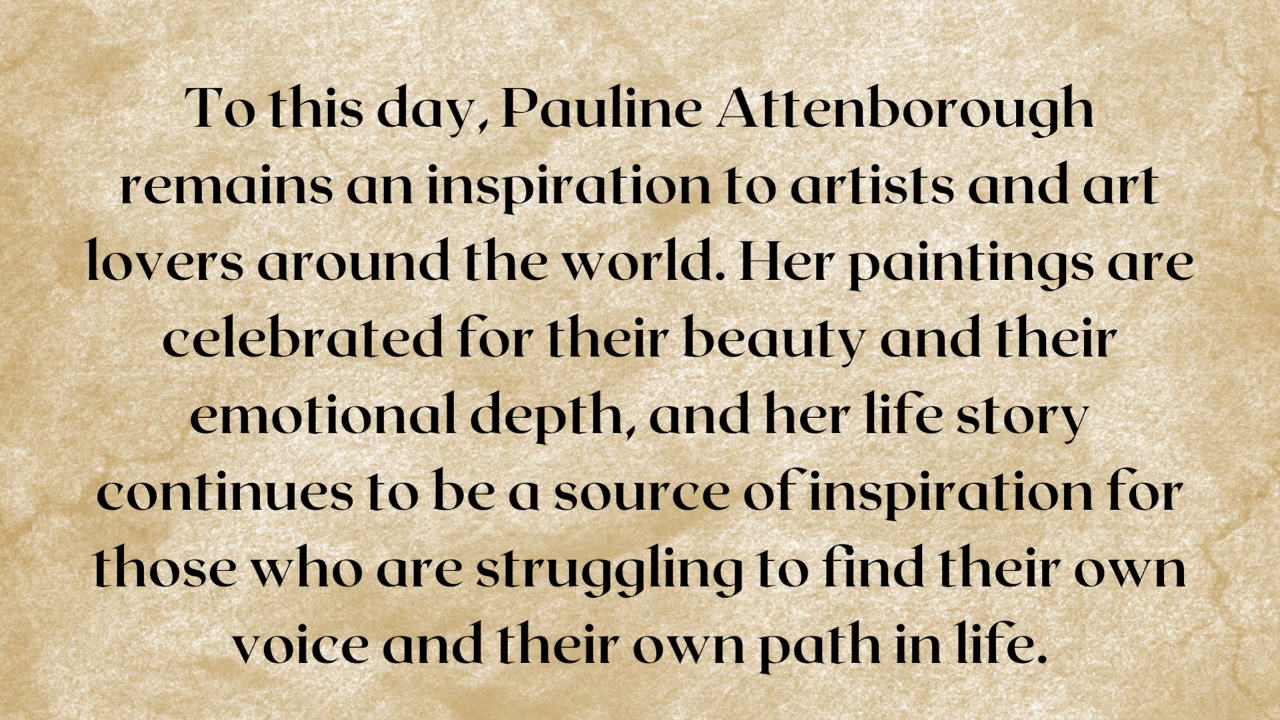 To this day, Pauline Attenborough
remains an inspiration to artists and art
lovers around the world. Her paintings are
celebrated for their beauty and their
emotional depth, and her life story
continues to be a source of inspiration for
those who are struggling to find their own
voice and their own path in life.